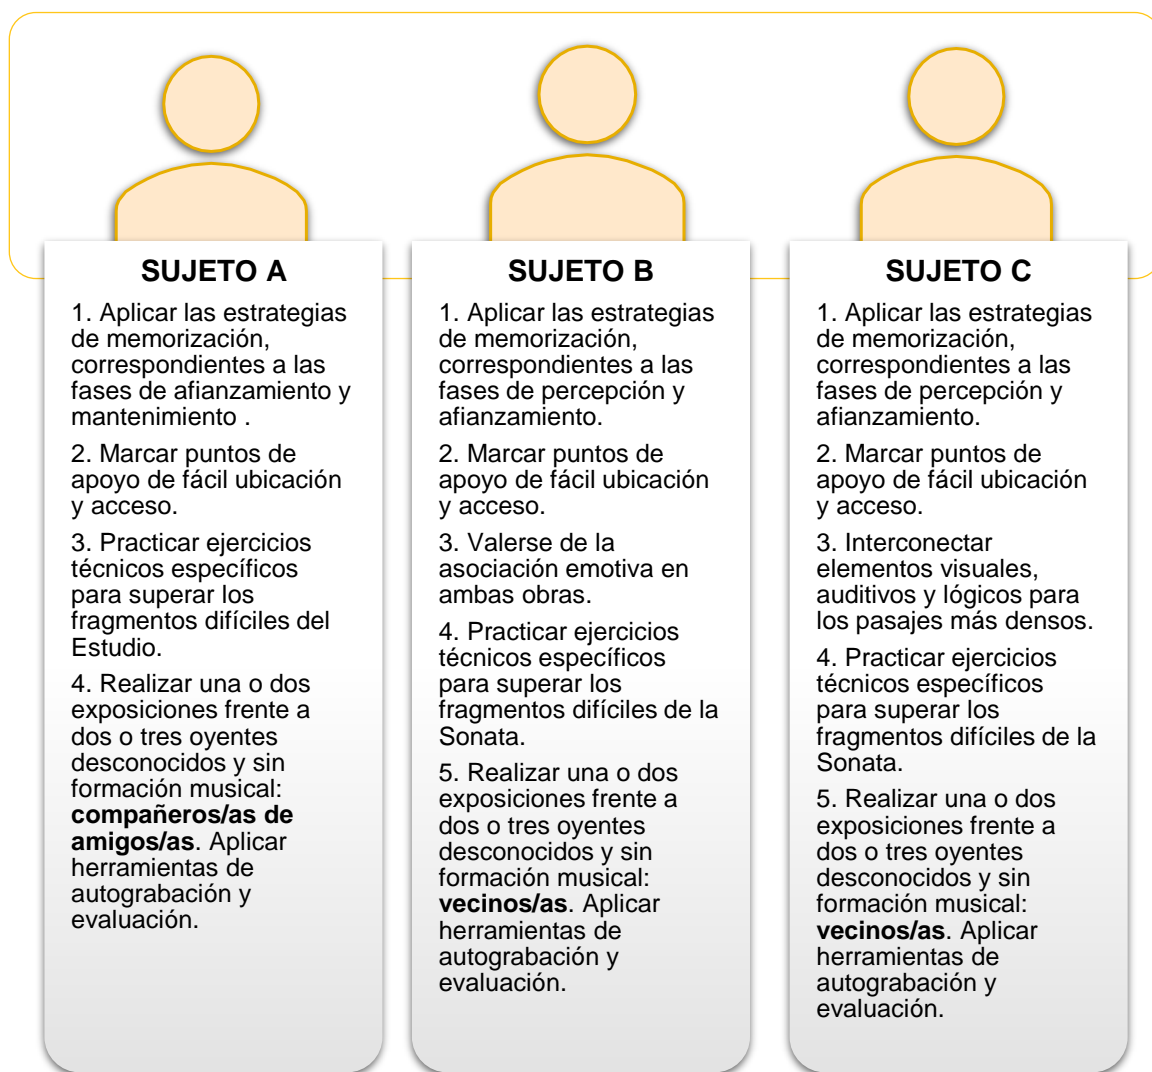 SUJETO A
1. Aplicar las estrategias
de memorización,
correspondientes a las
fases de afianzamiento y
mantenimiento .
2. Marcar puntos de
apoyo de fácil ubicación
y acceso.
3. Practicar ejercicios
técnicos específicos
para superar los
fragmentos difíciles del
Estudio.
4. Realizar una o dos
exposiciones frente a
dos o tres oyentes
desconocidos y sin
formación musical:
compañeros/as de
amigos/as. Aplicar
herramientas de
autograbación y
evaluación.
SUJETO B
1. Aplicar las estrategias
de memorización,
correspondientes a las
fases de percepción y
afianzamiento.
2. Marcar puntos de
apoyo de fácil ubicación
y acceso.
3. Valerse de la
asociación emotiva en
ambas obras.
4. Practicar ejercicios
técnicos específicos
para superar los
fragmentos difíciles de la
Sonata.
5. Realizar una o dos
exposiciones frente a
dos o tres oyentes
desconocidos y sin
formación musical:
vecinos/as. Aplicar
herramientas de
autograbación y
evaluación.
SUJETO C
1. Aplicar las estrategias
de memorización,
correspondientes a las
fases de percepción y
afianzamiento.
2. Marcar puntos de
apoyo de fácil ubicación
y acceso.
3. Interconectar
elementos visuales,
auditivos y lógicos para
los pasajes más densos.
4. Practicar ejercicios
técnicos específicos
para superar los
fragmentos difíciles de la
Sonata.
5. Realizar una o dos
exposiciones frente a
dos o tres oyentes
desconocidos y sin
formación musical:
vecinos/as. Aplicar
herramientas de
autograbación y
evaluación.